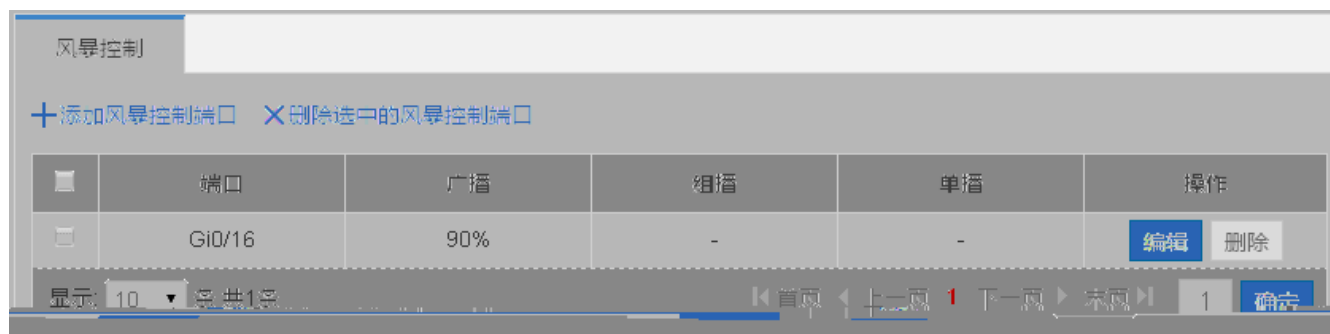 风暴控制
添加风暴控制端口 删除选中的风暴控制端口
端口 广播 组播 单播 操作
Gi0/16 90% - - 编辑 删除
显示: 10 条 共1条 首页 上一页 1 下一页 末页 1 确定